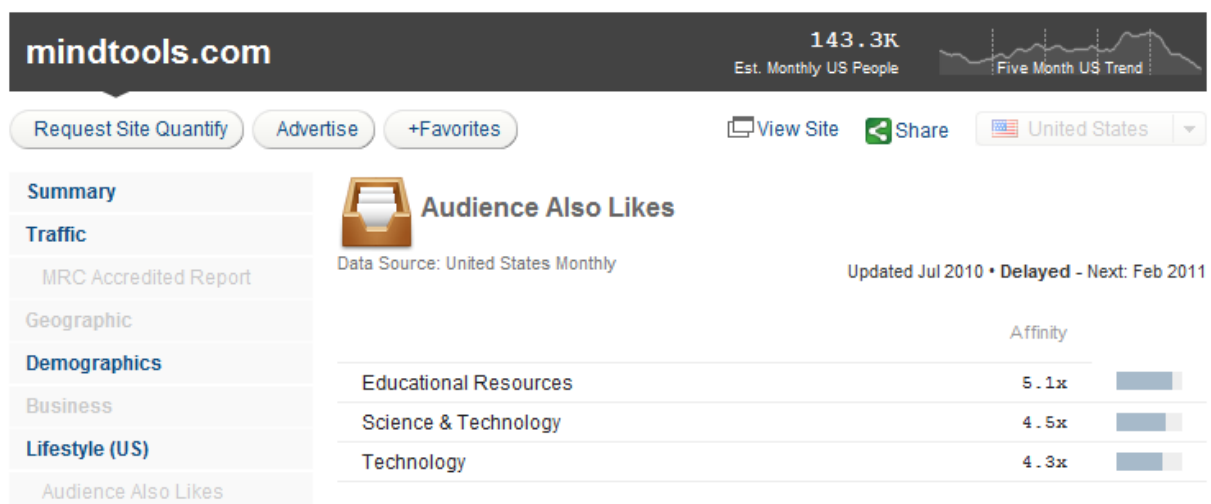 mindtools.com
143.3K
Est. Monthly US People
Five Month US Trend
Request Site Quantify
Advertise
+Favorites
View Site
Share
United States
Summary
Traffic
MRC Accredited Report
Geographic
Demographics
Business
Lifestyle (US)
Audience Also Likes
Audience Also Likes
Data Source: United States Monthly
Updated Jul 2010 • Delayed - Next: Feb 2011
Affinity
Educational Resources 5.1x
Science & Technology 4.5x
Technology 4.3x